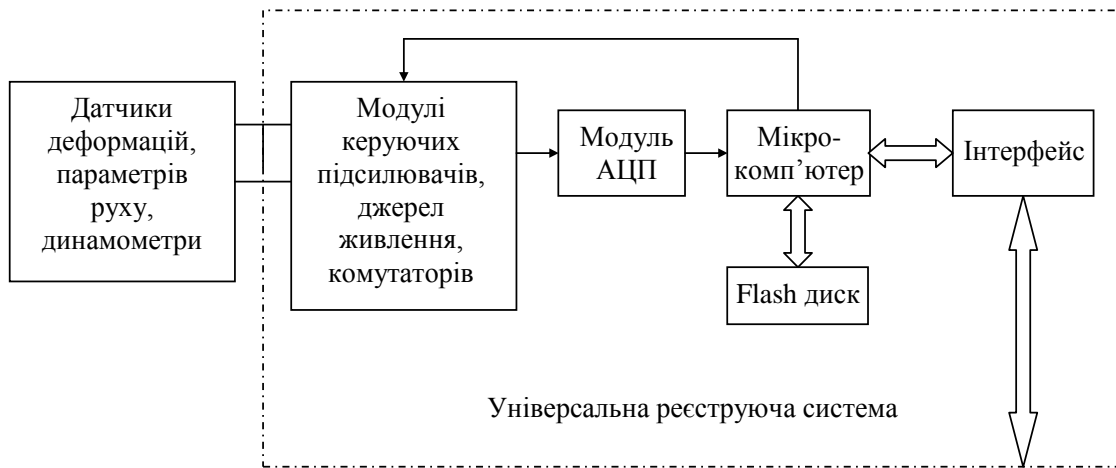 Датчики
деформацій,
параметрів
руху,
динамометри
Модулі
керуючих
підсилювачів,
джерел
живлення,
комутаторів
Модуль
АЦП
Мікро-
комп’ютер
Інтерфейс
Flash диск
Універсальна реєструюча система